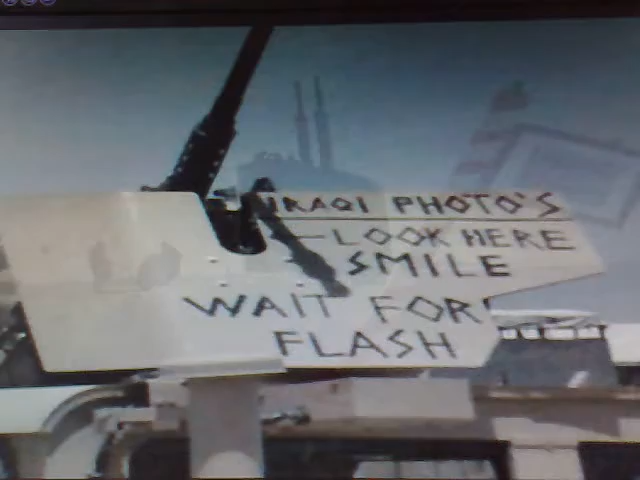 IRAQI PHOTO'S
LOOK HERE
SMILE
WAIT FOR
FLASH